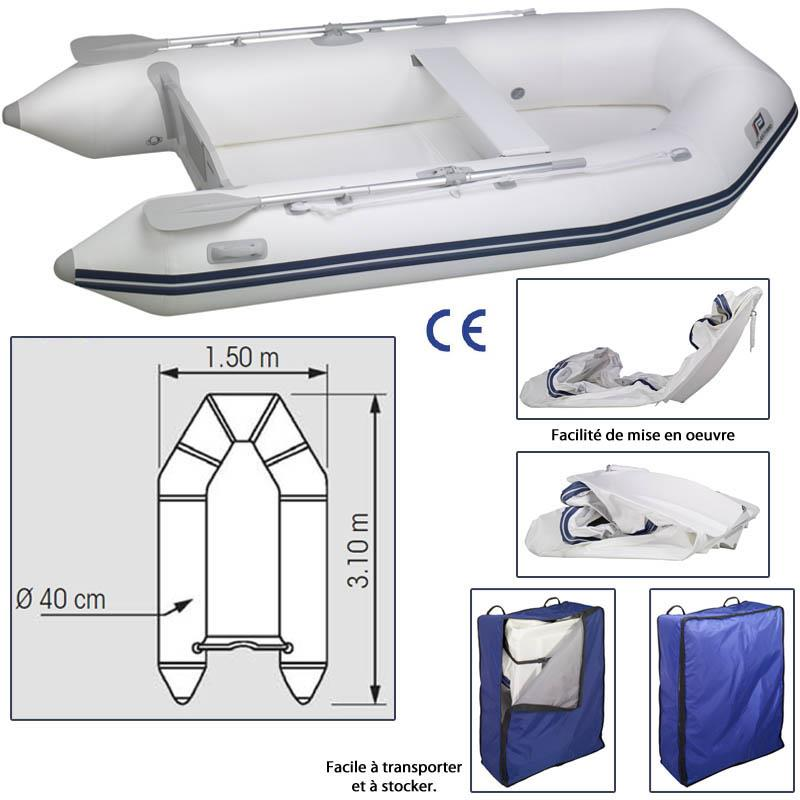 CE
1.50 m
3.10 m
Ø 40 cm
Facilité de mise en oeuvre
Facile à transporter
et à stocker.